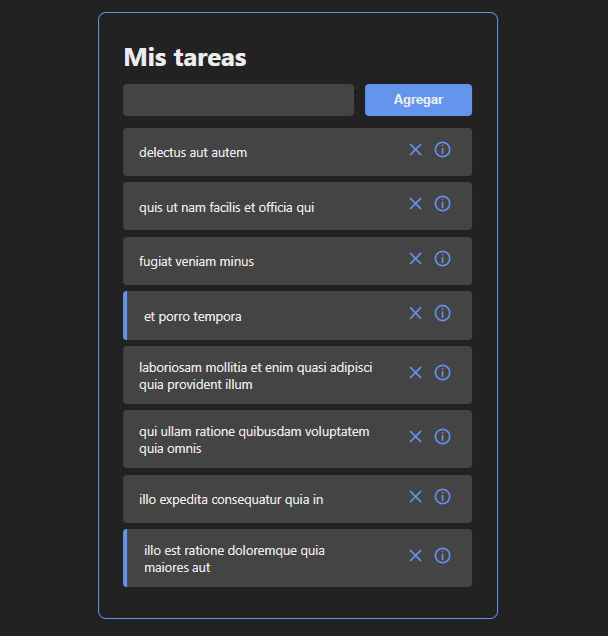 Mis tareas
Agregar
delectus aut autem
quis ut nam facilis et officia qui
fugiat veniam minus
et porro tempora
laboriosam mollitia et enim quasi adipisci
quia provident illum
qui ullam ratione quibusdam voluptatem
quia omnis
illo expedita consequatur quia in
illo est ratione doloremque quia
maiores aut